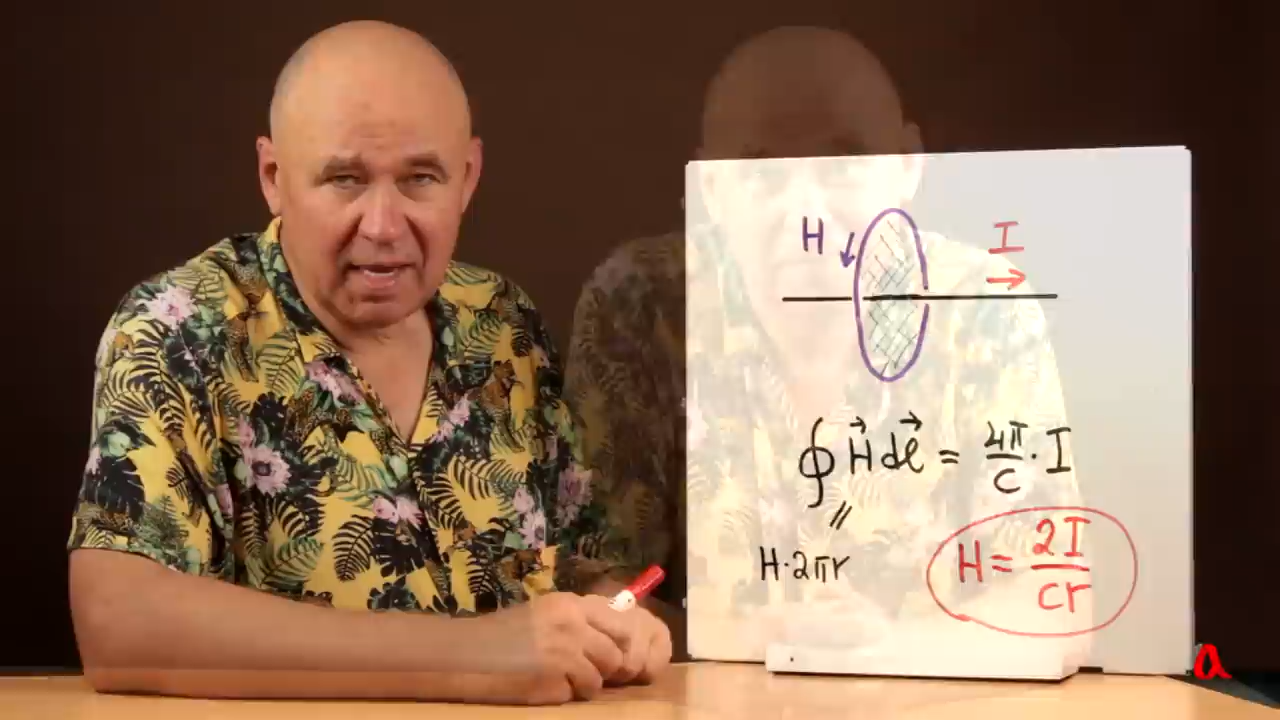 H I
∮ H⃗ dℓ⃗ = 4π/c · I
H·2πr
H = 2I/cr
a